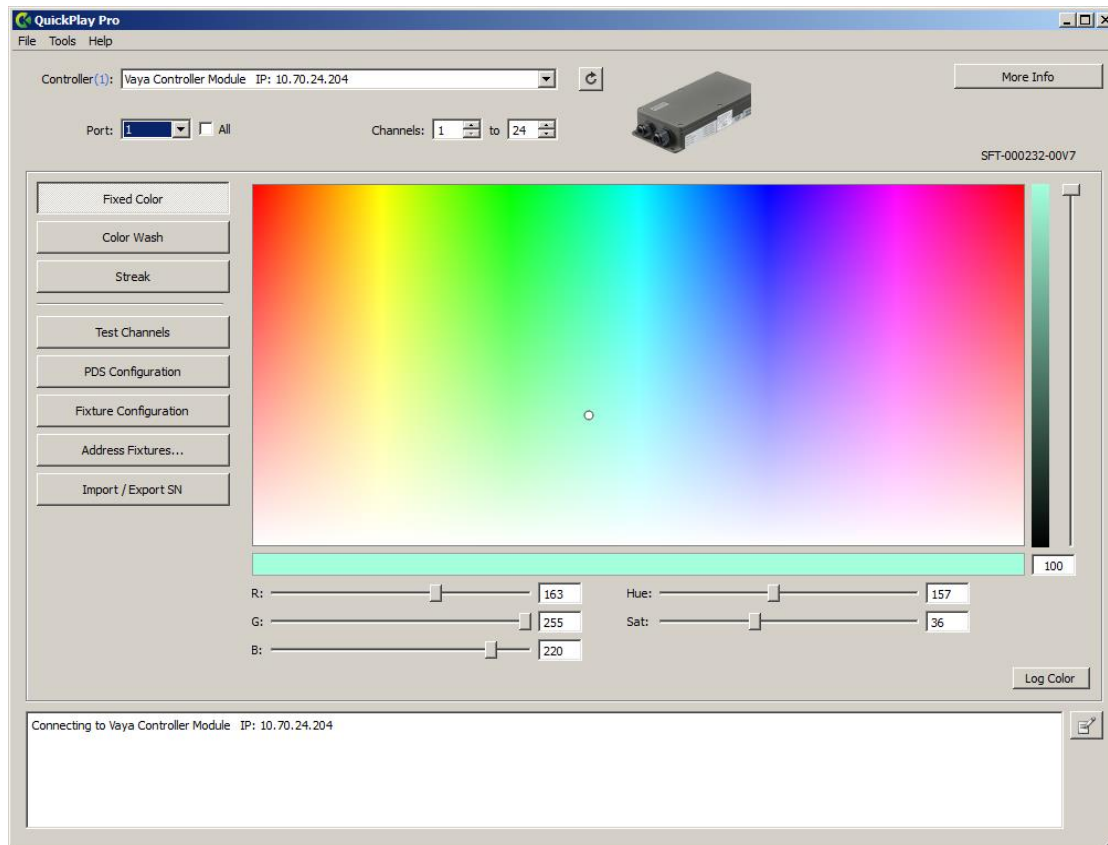 QuickPlay Pro
File Tools Help
Controller(1): Vaya Controller Module IP: 10.70.24.204
More Info
Port: 1 All Channels: 1 to 24
SFT-000232-00V7
Fixed Color
Color Wash
Streak
Test Channels
PDS Configuration
Fixture Configuration
Address Fixtures...
Import / Export SN
100
R: 163 Hue: 157
G: 255 Sat: 36
B: 220
Log Color
Connecting to Vaya Controller Module IP: 10.70.24.204